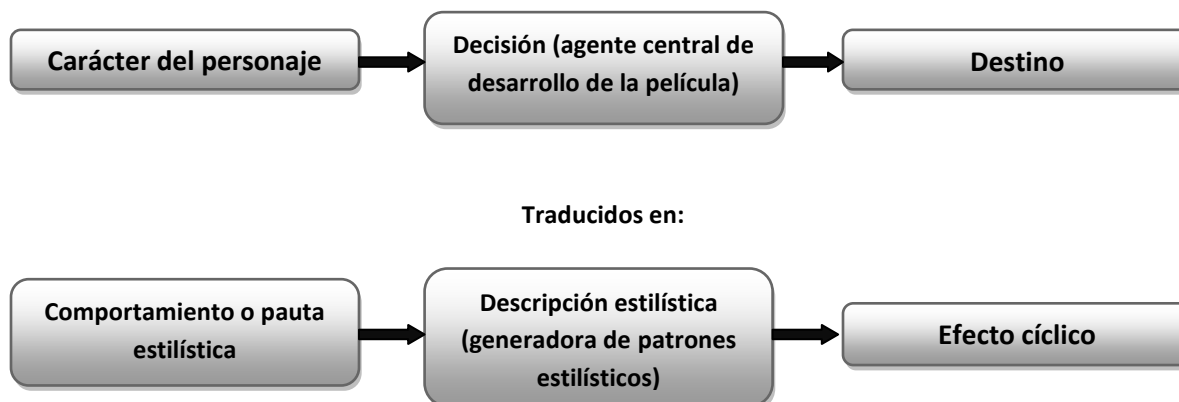 Carácter del personaje
Decisión (agente central de
desarrollo de la película)
Destino
Traducidos en:
Comportamiento o pauta
estilística
Descripción estilística
(generadora de patrones
estilísticos)
Efecto cíclico